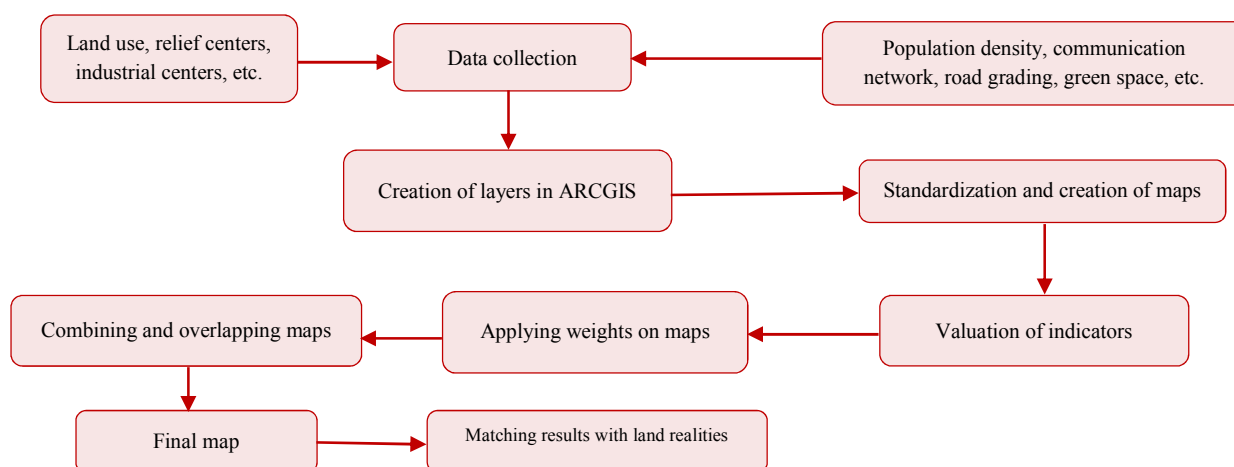 Land use, relief centers,
industrial centers, etc.
Data collection
Population density, communication
network, road grading, green space, etc.
Creation of layers in ARCGIS
Standardization and creation of maps
Valuation of indicators
Applying weights on maps
Combining and overlapping maps
Final map
Matching results with land realities